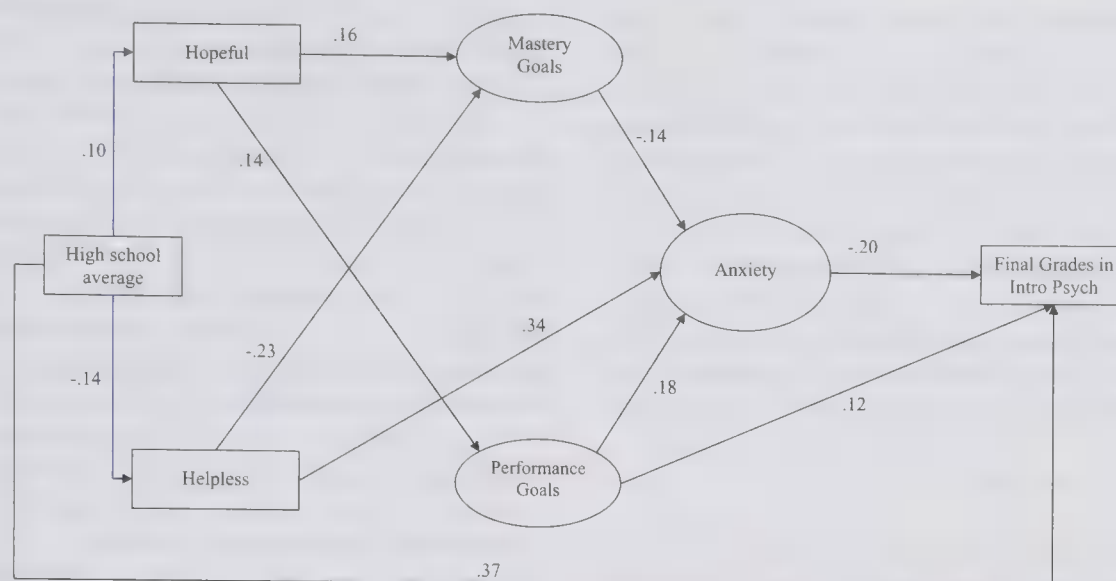 Hopeful
.16
Mastery
Goals
.10
.14
-.14
High school
average
Anxiety
-.20
Final Grades in
Intro Psych
-.14
-.23
.34
.18
.12
Helpless
Performance
Goals
.37